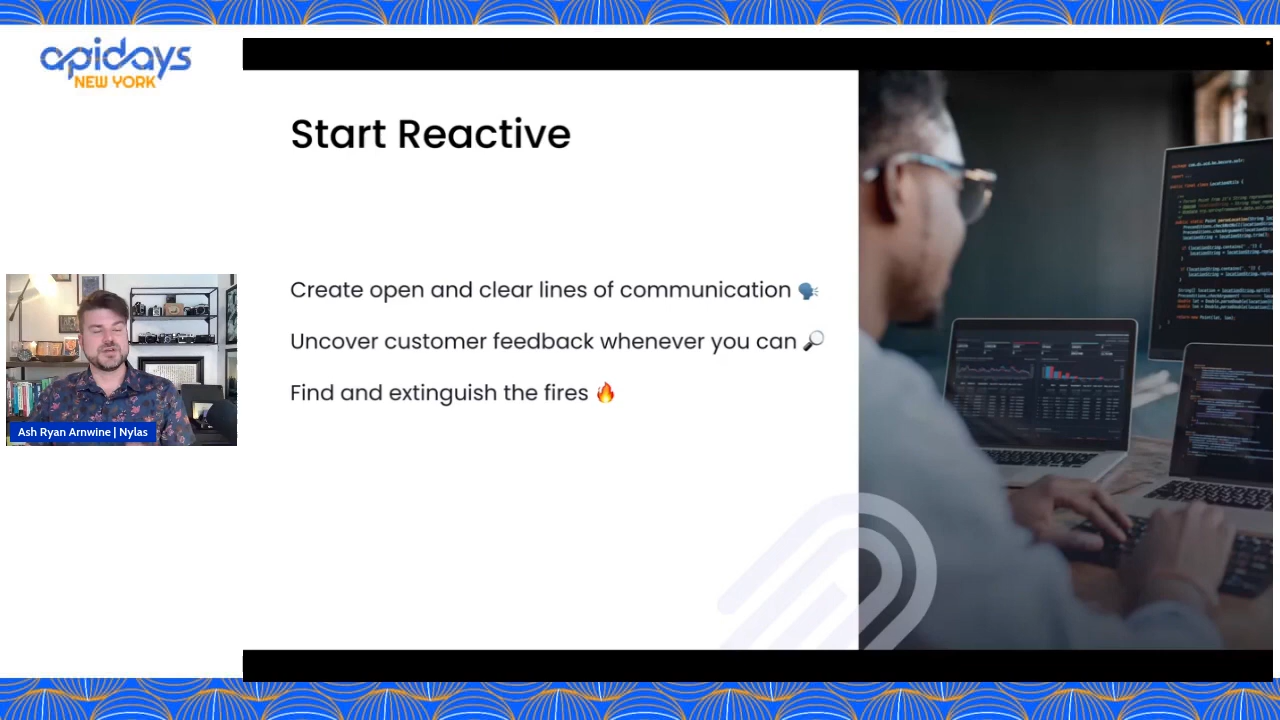 apidays
NEW YORK
Start Reactive
Create open and clear lines of communication 🗣️
Uncover customer feedback whenever you can 🔎
Find and extinguish the fires 🔥
Ash Ryan Arnwine | Nylas